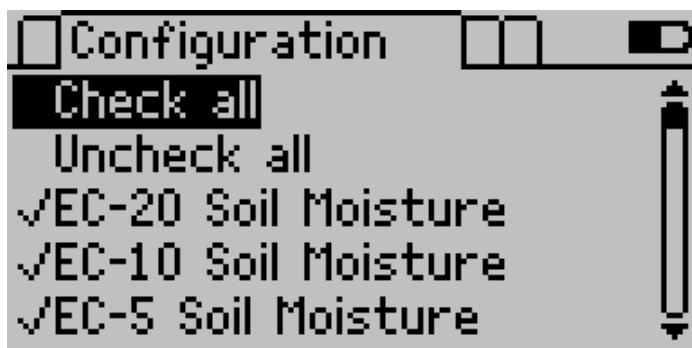 Configuration
Check all
Uncheck all
✓EC-20 Soil Moisture
✓EC-10 Soil Moisture
✓EC-5 Soil Moisture